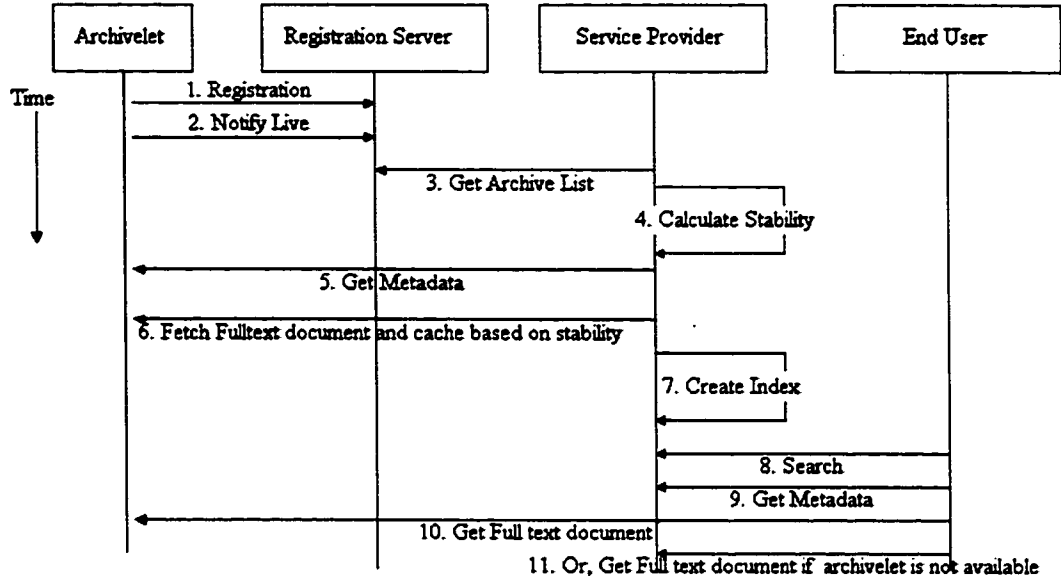 Archivelet
Registration Server
Service Provider
End User
Time
1. Registration
2. Notify Live
3. Get Archive List
4. Calculate Stability
5. Get Metadata
6. Fetch Fulltext document and cache based on stability
7. Create Index
8. Search
9. Get Metadata
10. Get Full text document
11. Or, Get Full text document if archivelet is not available